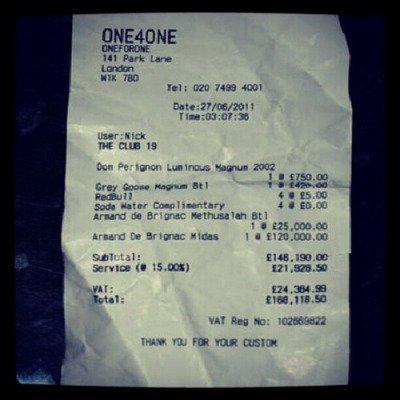 ONE4ONE
ONEFORONE
141 Park Lane
London
W1K 7BD
Tel: 020 7499 4001
Date:27/06/2011
Time:03:07:36
User:Nick
THE CLUB 19
Dom Perignon Luminous Magnum 2002
1 @ £750.00
Grey Goose Magnum Btl 1 @ £420.00
RedBull 4 @ £5.00
Soda Water Complimentary 4 @ £0.00
Armand de Brignac Methusalah Btl
1 @ £25,000.00
Armand De Brignac Midas 1 @ £120,000.00
SubTotal: £146,190.00
Service (@ 15.00%) £21,928.50
VAT: £24,364.99
Total: £168,118.50
VAT Reg No: 102669822
THANK YOU FOR YOUR CUSTOM